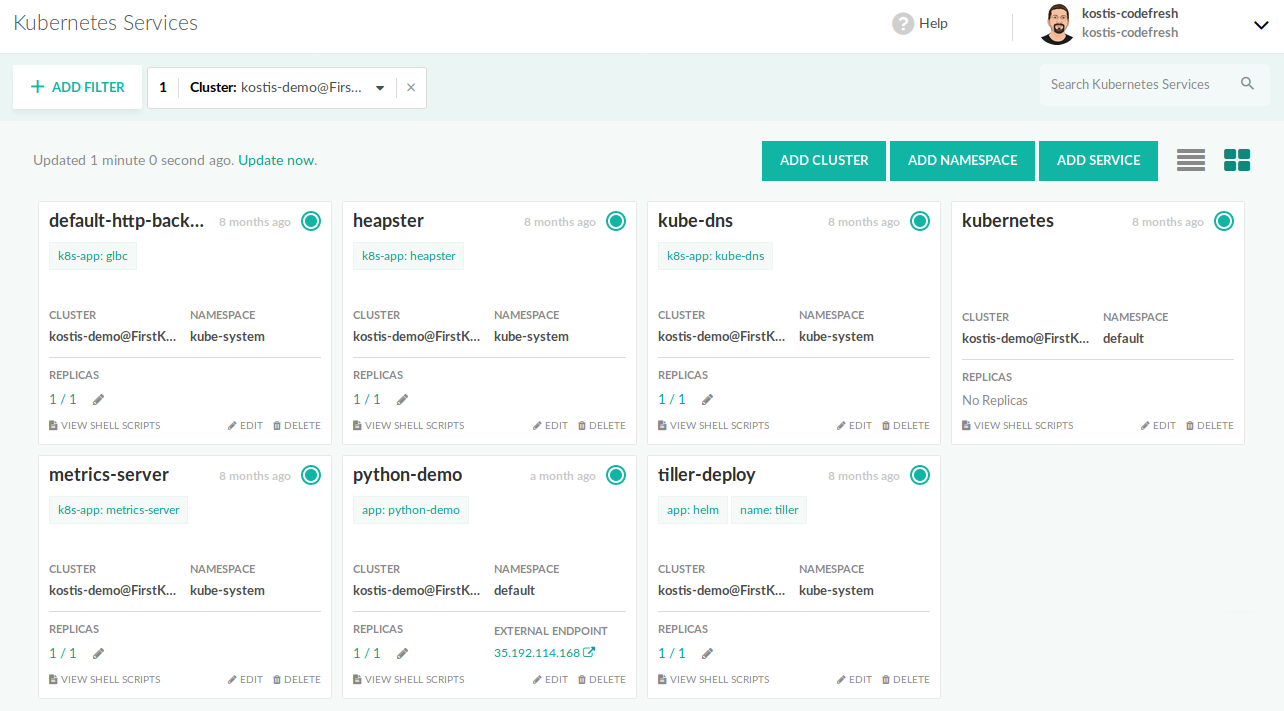 Kubernetes Services
? Help
kostis-codefresh
kostis-codefresh
+ ADD FILTER
1 Cluster: kostis-demo@Firs... ×
Search Kubernetes Services
Updated 1 minute 0 second ago. Update now.
ADD CLUSTER ADD NAMESPACE ADD SERVICE
default-http-back... 8 months ago
k8s-app: glbc
CLUSTER NAMESPACE
kostis-demo@FirstK... kube-system
REPLICAS
1 / 1
VIEW SHELL SCRIPTS EDIT DELETE
heapster 8 months ago
k8s-app: heapster
CLUSTER NAMESPACE
kostis-demo@FirstK... kube-system
REPLICAS
1 / 1
VIEW SHELL SCRIPTS EDIT DELETE
kube-dns 8 months ago
k8s-app: kube-dns
CLUSTER NAMESPACE
kostis-demo@FirstK... kube-system
REPLICAS
1 / 1
VIEW SHELL SCRIPTS EDIT DELETE
kubernetes 8 months ago
CLUSTER NAMESPACE
kostis-demo@FirstK... default
REPLICAS
No Replicas
VIEW SHELL SCRIPTS EDIT DELETE
metrics-server 8 months ago
k8s-app: metrics-server
CLUSTER NAMESPACE
kostis-demo@FirstK... kube-system
REPLICAS
1 / 1
VIEW SHELL SCRIPTS EDIT DELETE
python-demo a month ago
app: python-demo
CLUSTER NAMESPACE
kostis-demo@FirstK... default
REPLICAS EXTERNAL ENDPOINT
1 / 1 35.192.114.168
VIEW SHELL SCRIPTS EDIT DELETE
tiller-deploy 8 months ago
app: helm name: tiller
CLUSTER NAMESPACE
kostis-demo@FirstK... kube-system
REPLICAS
1 / 1
VIEW SHELL SCRIPTS EDIT DELETE